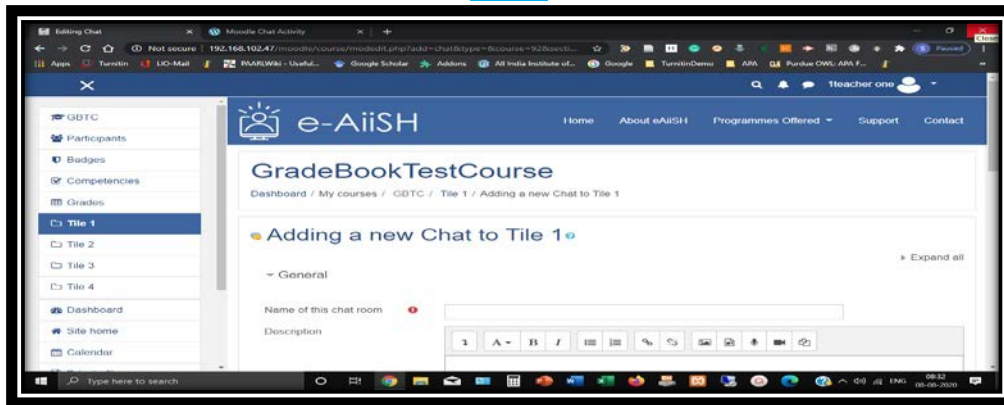 Editing Chat
Moodle Chat Activity
Close
Not secure | 192.168.102.47/moodle/course/modedit.php?add=chat&type=&course=92&secti...
Paused
Apps Turnitin LIO-Mail PAARLWiki - Useful... Google Scholar Addons All India Institute of... Google TurnitinDemo APA Purdue OWL: APA F...
1teacher one
GBTC
Participants
Badges
Competencies
Grades
Tile 1
Tile 2
Tile 3
Tile 4
Dashboard
Site home
Calendar
e-AiiSH
Home About eAiiSH Programmes Offered Support Contact
GradeBookTestCourse
Dashboard / My courses / GBTC / Tile 1 / Adding a new Chat to Tile 1
Adding a new Chat to Tile 1
Expand all
General
Name of this chat room
Description
A B I
Type here to search
ENG
08:32
08-08-2020